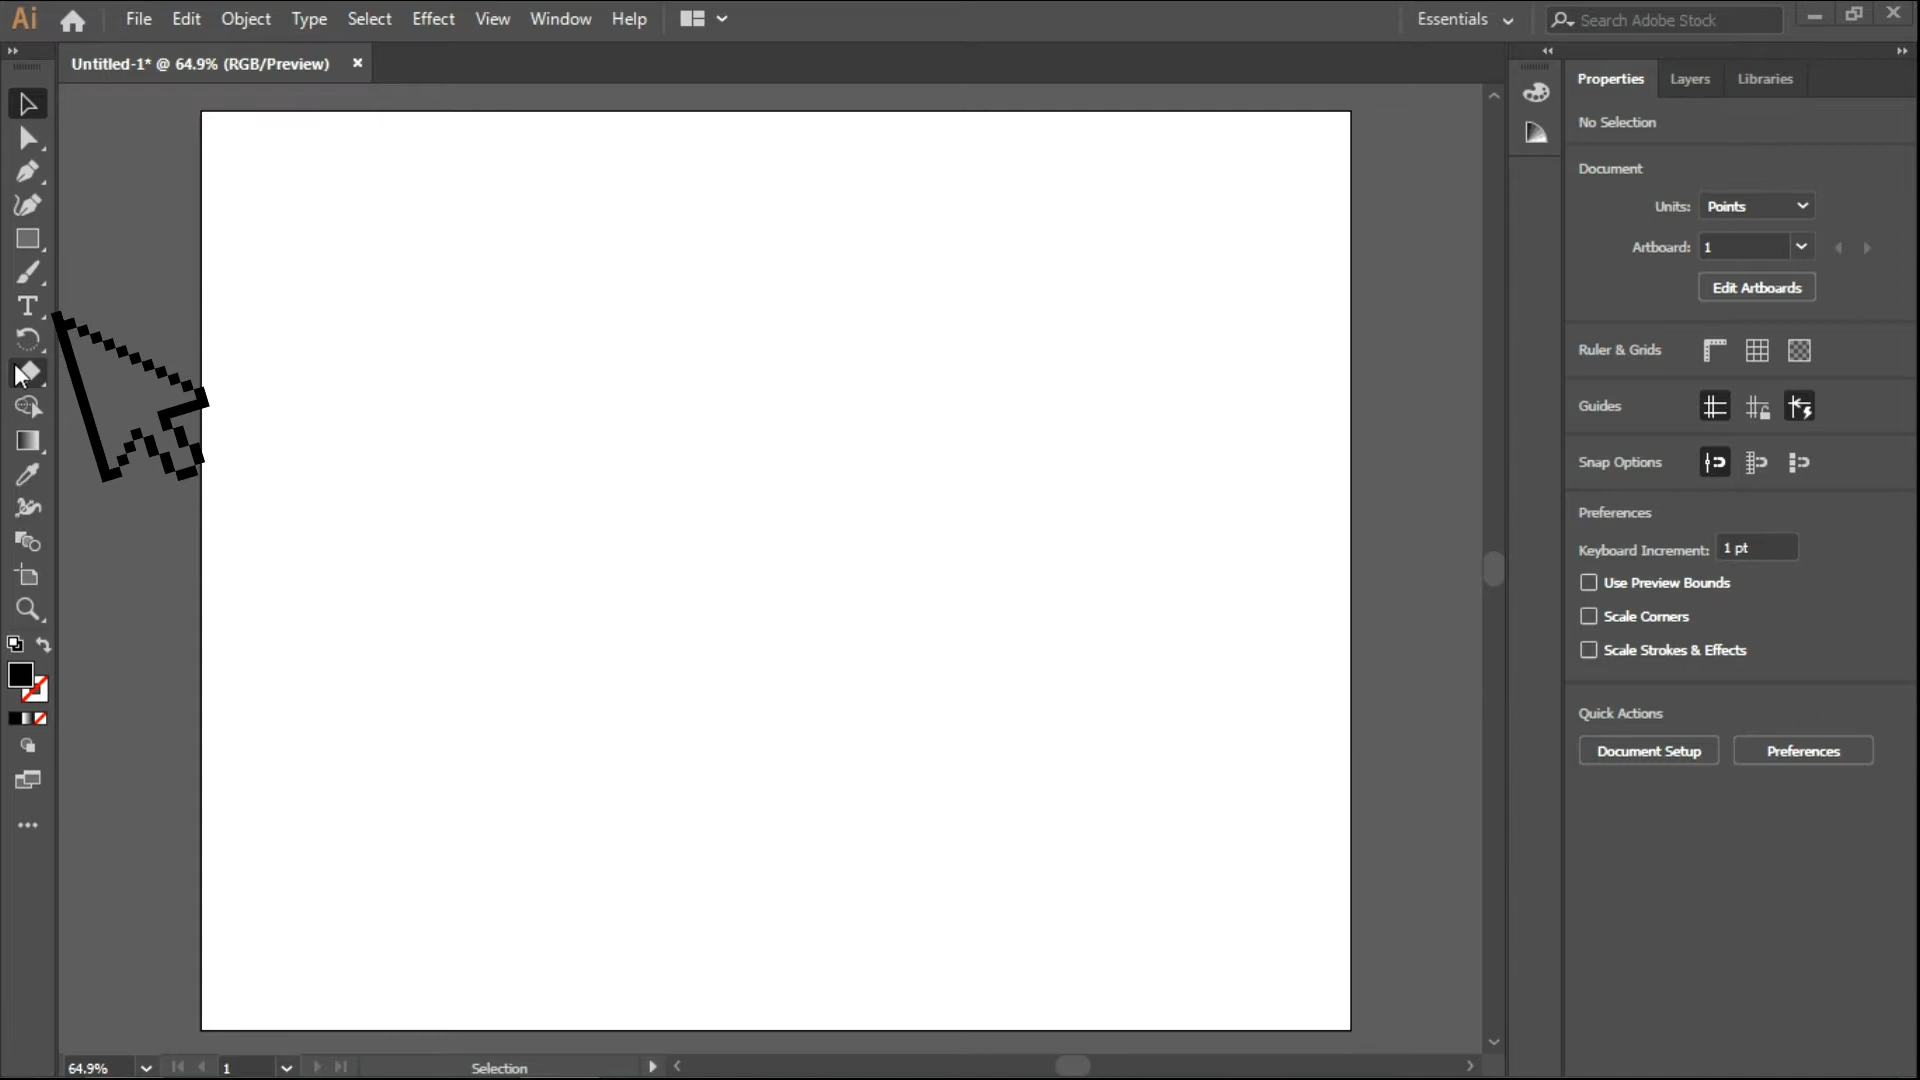 Ai File Edit Object Type Select Effect View Window Help Essentials Search Adobe Stock
Untitled-1* @ 64.9% (RGB/Preview)
Properties Layers Libraries
No Selection
Document
Units: Points
Artboard: 1
Edit Artboards
T
Ruler & Grids
Guides
Snap Options
Preferences
Keyboard Increment: 1 pt
Use Preview Bounds
Scale Corners
Scale Strokes & Effects
Quick Actions
Document Setup Preferences
64.9% 1 Selection